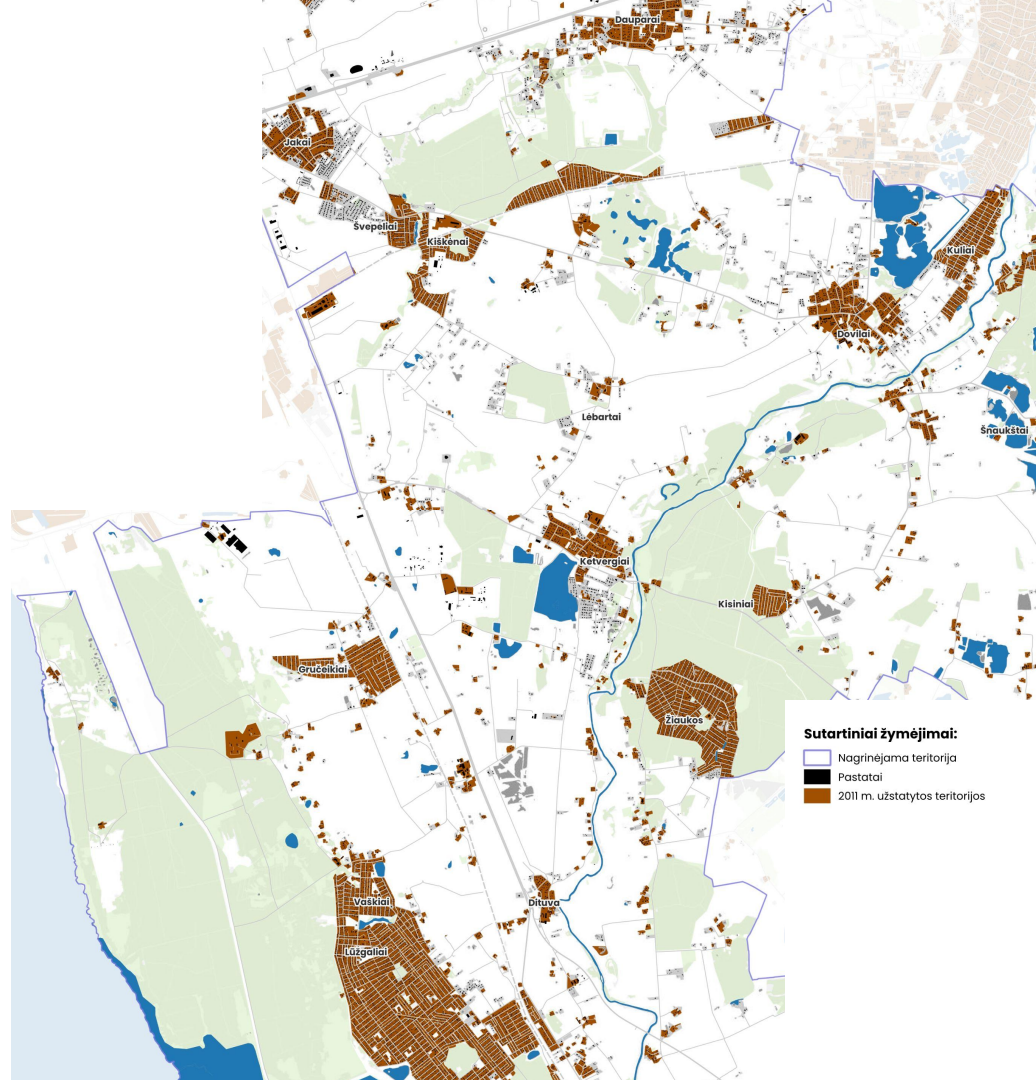 Dauparai
Jakai
Švepeliai
Kiškėnai
Kuliai
Dovilai
Lėbartai
Šnaukštai
Ketvergiai
Kisiniai
Gručeikiai
Žiaukos
Sutartiniai žymėjimai:
Nagrinėjama teritorija
Pastatai
2011 m. užstatytos teritorijos
Vaškiai
Dituva
Lūžgaliai